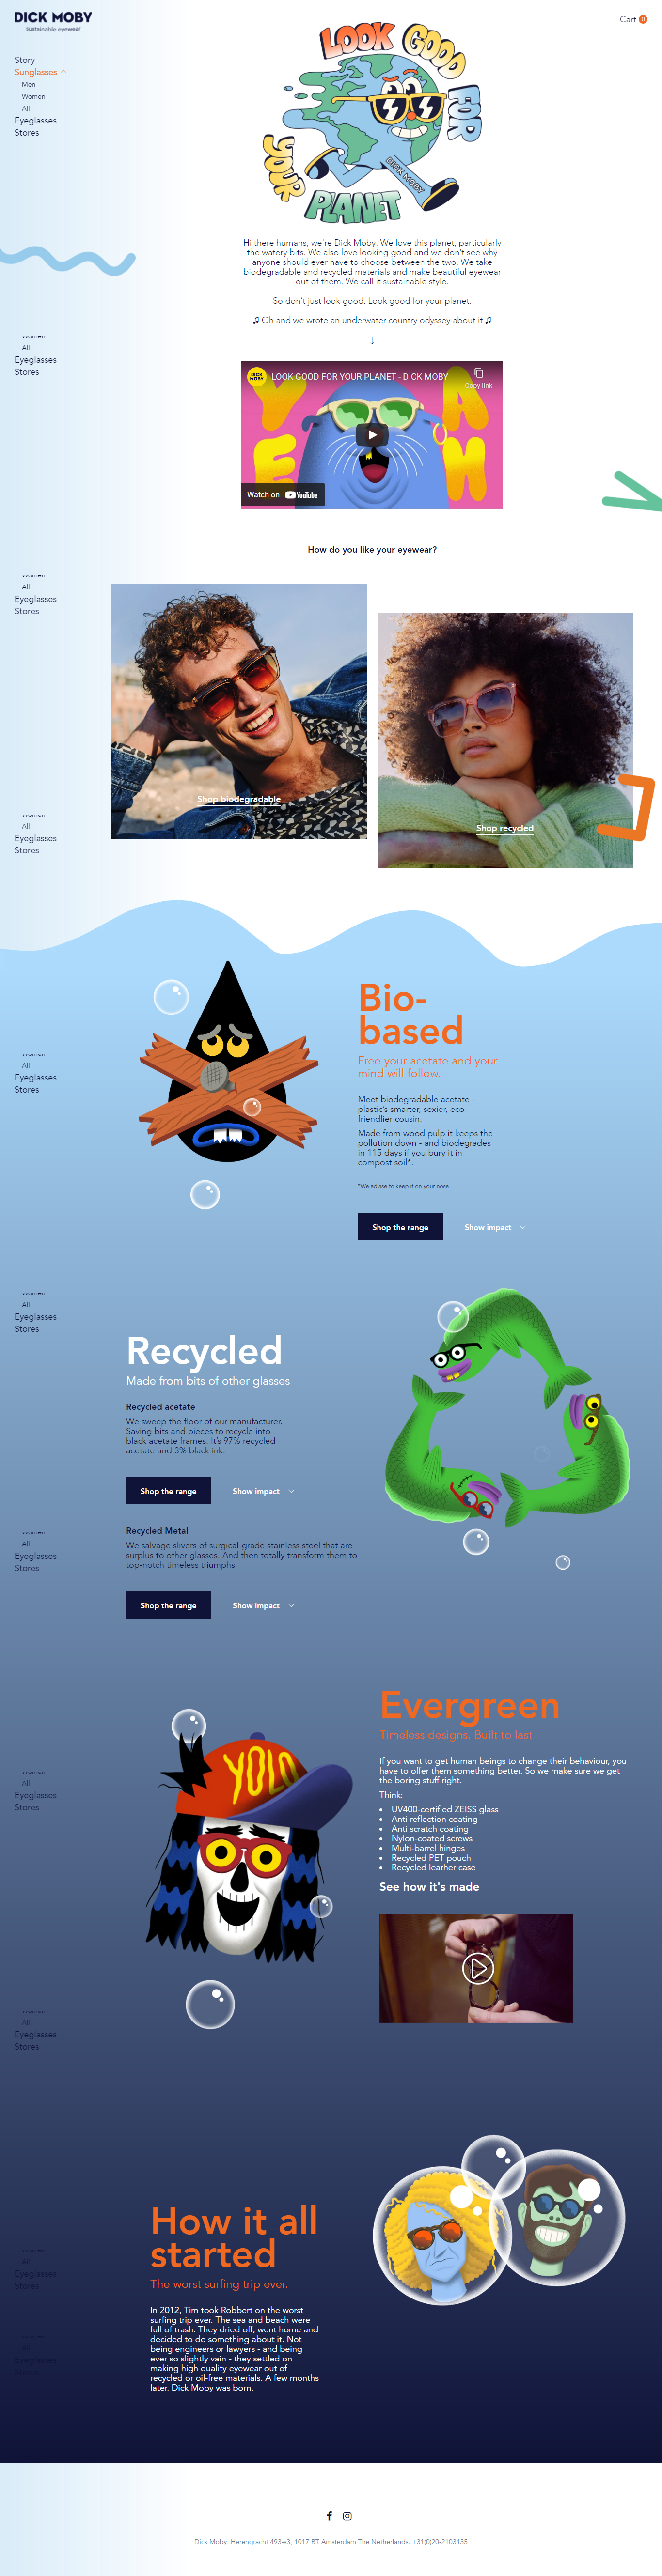 DICK MOBY
sustainable eyewear
Cart 0
Story
Sunglasses
Men
Women
All
Eyeglasses
Stores
LOOK GOOD
FOR
YOUR
PLANET
DICK MOBY
Hi there humans, we're Dick Moby. We love this planet, particularly
the watery bits. We also love looking good and we don't see why
anyone should ever have to choose between the two. We take
biodegradable and recycled materials and make beautiful eyewear
out of them. We call it sustainable style.
So don't just look good. Look good for your planet.
♫ Oh and we wrote an underwater country odyssey about it ♫
↓
Women
All
Eyeglasses
Stores
DICK
MOBY
LOOK GOOD FOR YOUR PLANET - DICK MOBY
Copy link
YEAH
Watch on YouTube
How do you like your eyewear?
Women
All
Eyeglasses
Stores
Shop biodegradable
Shop recycled
Women
All
Eyeglasses
Stores
Bio-
based
Free your acetate and your
mind will follow.
Meet biodegradable acetate -
plastic's smarter, sexier, eco-
friendlier cousin.
Made from wood pulp it keeps the
pollution down - and biodegrades
in 115 days if you bury it in
compost soil*.
*We advise to keep it on your nose.
Shop the range
Show impact
Women
All
Eyeglasses
Stores
Women
All
Eyeglasses
Stores
Recycled
Made from bits of other glasses
Recycled acetate
We sweep the floor of our manufacturer.
Saving bits and pieces to recycle into
black acetate frames. It's 97% recycled
acetate and 3% black ink.
Shop the range
Show impact
Recycled Metal
We salvage slivers of surgical-grade stainless steel that are
surplus to other glasses. And then totally transform them to
top-notch timeless triumphs.
Shop the range
Show impact
Women
All
Eyeglasses
Stores
YOLO
Evergreen
Timeless designs. Built to last
If you want to get human beings to change their behaviour, you
have to offer them something better. So we make sure we get
the boring stuff right.
Think:
UV400-certified ZEISS glass
Anti reflection coating
Anti scratch coating
Nylon-coated screws
Multi-barrel hinges
Recycled PET pouch
Recycled leather case
See how it's made
Women
All
Eyeglasses
Stores
Women
All
Eyeglasses
Stores
How it all
started
The worst surfing trip ever.
In 2012, Tim took Robbert on the worst
surfing trip ever. The sea and beach were
full of trash. They dried off, went home and
decided to do something about it. Not
being engineers or lawyers - and being
ever so slightly vain - they settled on
making high quality eyewear out of
recycled or oil-free materials. A few months
later, Dick Moby was born.
All
Eyeglasses
Stores
Eyeglasses
Dick Moby. Herengracht 493-s3, 1017 BT Amsterdam The Netherlands. +31(0)20-2103135